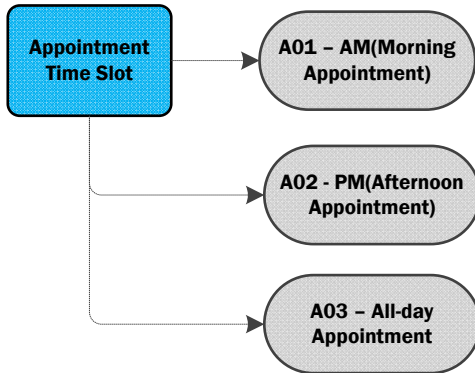 Appointment
Time Slot
A01 – AM(Morning
Appointment)
A02 - PM(Afternoon
Appointment)
A03 – All-day
Appointment